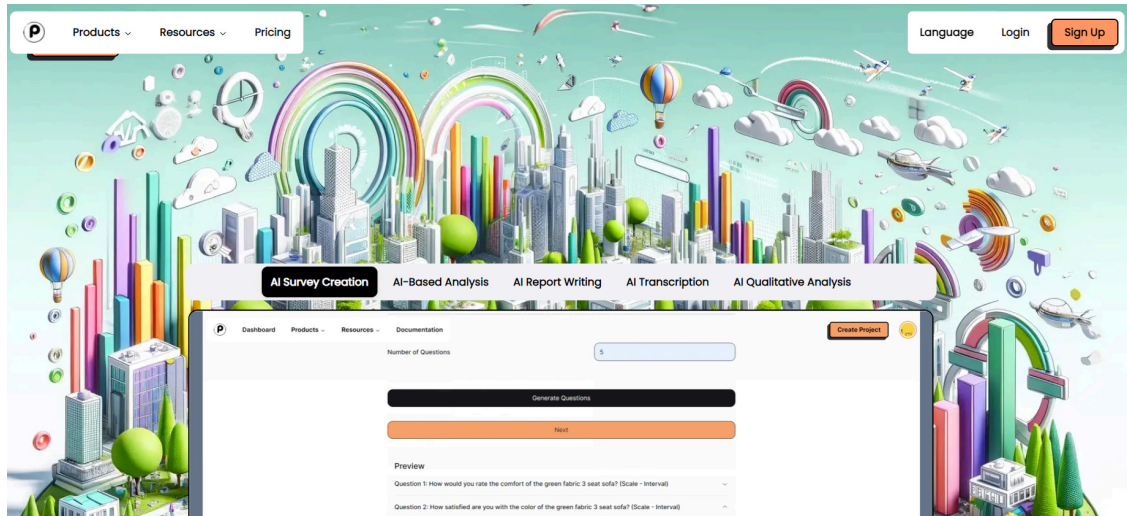 P Products Resources Pricing Language Login Sign Up
AI Survey Creation AI-Based Analysis AI Report Writing AI Transcription AI Qualitative Analysis
P Dashboard Products Resources Documentation Create Project
Number of Questions 5
Generate Questions
Next
Preview
Question 1: How would you rate the comfort of the green fabric 3 seat sofa? (Scale - Interval)
Question 2: How satisfied are you with the color of the green fabric 3 seat sofa? (Scale - Interval)